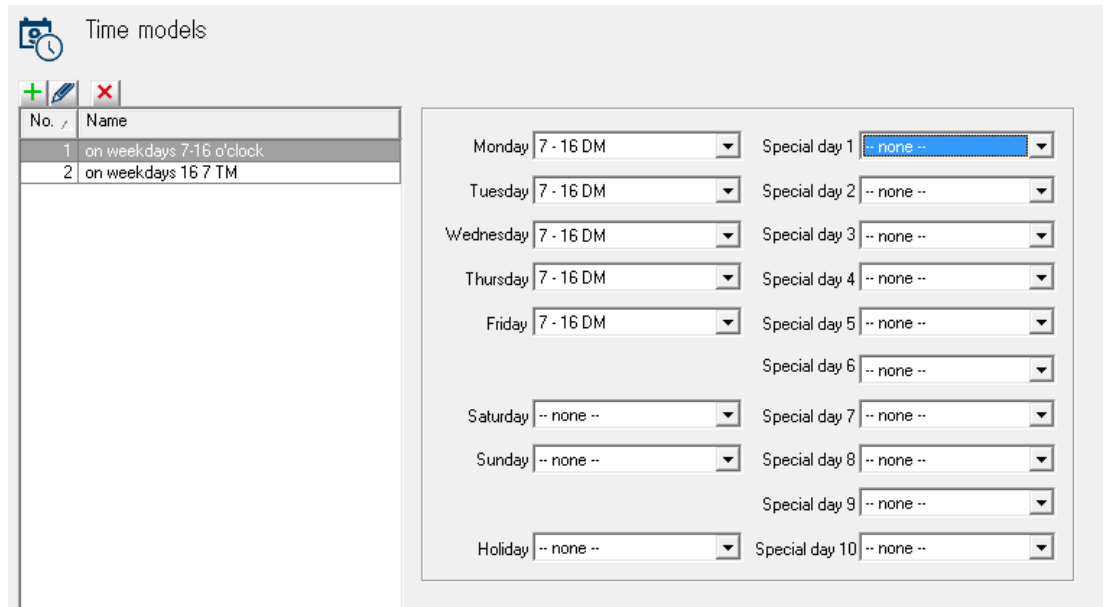 Time models
No. Name
1 on weekdays 7-16 o'clock
2 on weekdays 16 7 TM
Monday 7 - 16 DM Special day 1 -- none --
Tuesday 7 - 16 DM Special day 2 -- none --
Wednesday 7 - 16 DM Special day 3 -- none --
Thursday 7 - 16 DM Special day 4 -- none --
Friday 7 - 16 DM Special day 5 -- none --
Special day 6 -- none --
Saturday -- none -- Special day 7 -- none --
Sunday -- none -- Special day 8 -- none --
Special day 9 -- none --
Holiday -- none -- Special day 10 -- none --